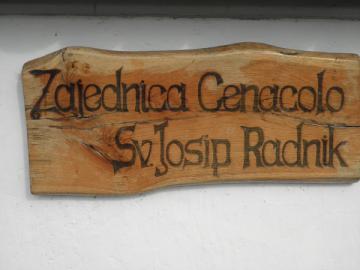 Zajednica Cenacolo
Sv. Josip Radnik